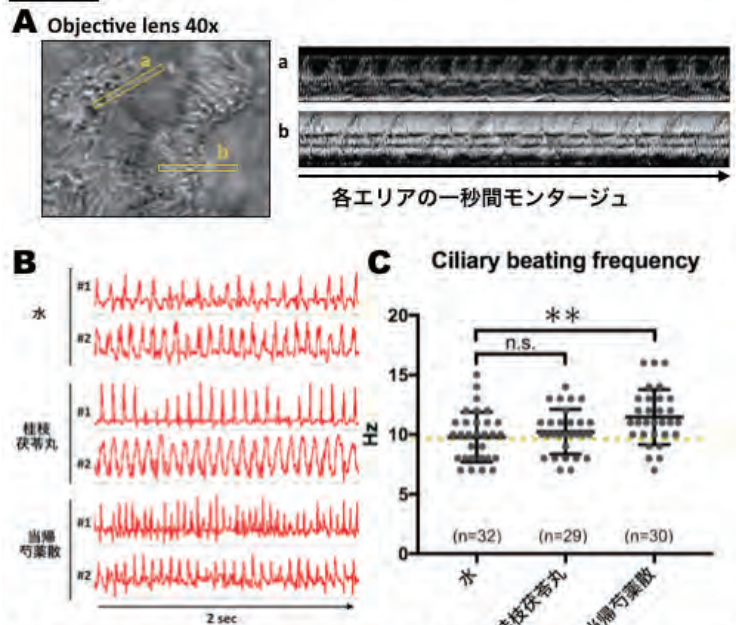 A Objective lens 40x
a
b
a
b
各エリアの一秒間モンタージュ
B
水
#1
#2
桂枝
茯苓丸
#1
#2
当帰
芍薬散
#1
#2
2 sec
C Ciliary beating frequency
Hz
20
15
10
5
0
**
n.s.
(n=32) (n=29) (n=30)
水
桂枝茯苓丸
当帰芍薬散